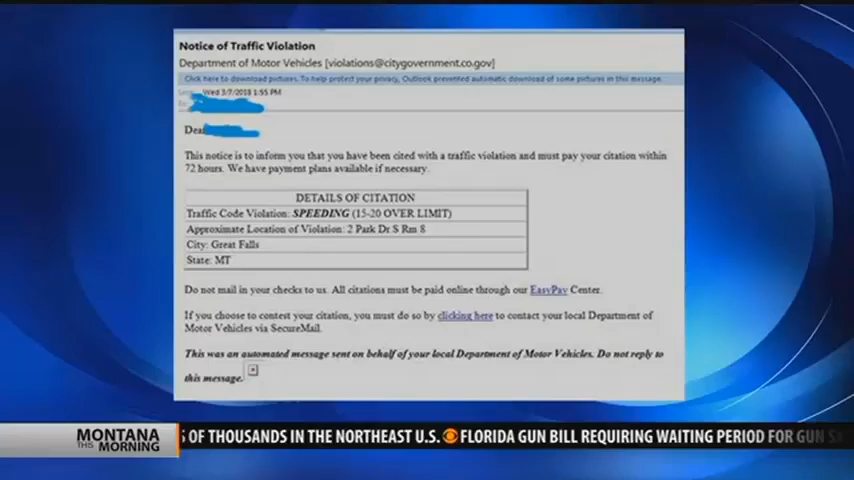 Notice of Traffic Violation
Department of Motor Vehicles [violations@citygovernment.co.gov]
Click here to download pictures. To help protect your privacy, Outlook prevented automatic download of some pictures in this message.
Wed 3/7/2018 1:55 PM
Dear
This notice is to inform you that you have been cited with a traffic violation and must pay your citation within
72 hours. We have payment plans available if necessary.
DETAILS OF CITATION
Traffic Code Violation: SPEEDING (15-20 OVER LIMIT)
Approximate Location of Violation: 2 Park Dr S Rm 8
City: Great Falls
State: MT
Do not mail in your checks to us. All citations must be paid online through our EasyPay Center.
If you choose to contest your citation, you must do so by clicking here to contact your local Department of
Motor Vehicles via SecureMail.
This was an automated message sent on behalf of your local Department of Motor Vehicles. Do not reply to
this message.
MONTANA
THIS MORNING
S OF THOUSANDS IN THE NORTHEAST U.S. FLORIDA GUN BILL REQUIRING WAITING PERIOD FOR GUN